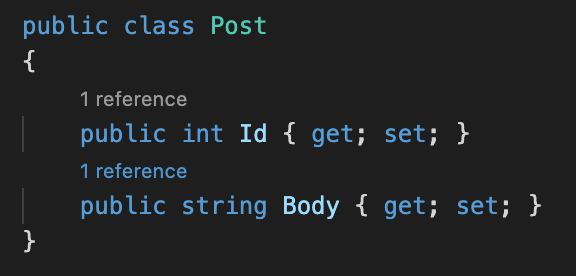 public class Post
{
1 reference
public int Id { get; set; }
1 reference
public string Body { get; set; }
}